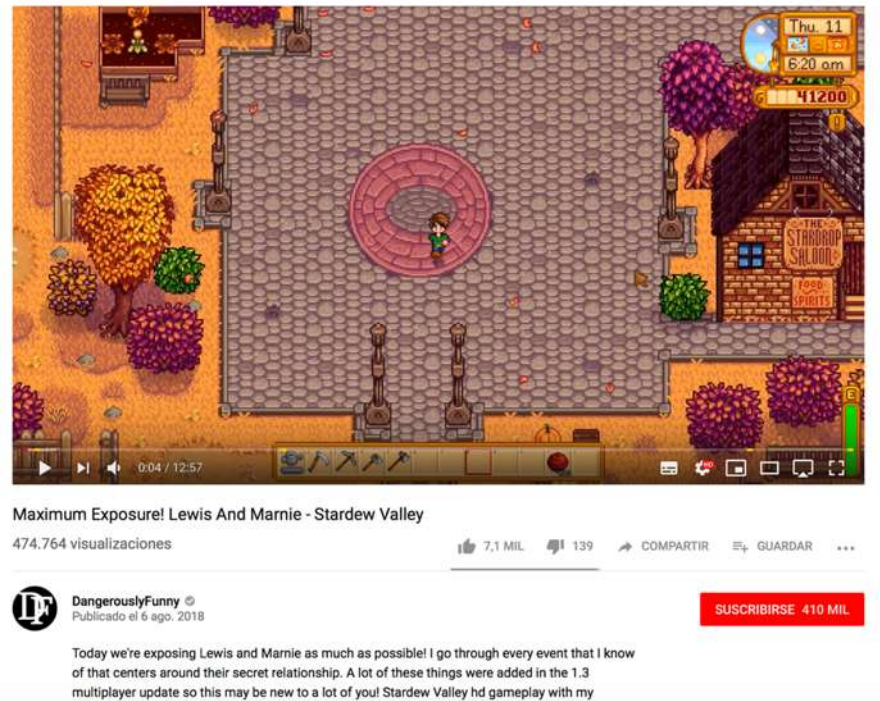 Thu. 11
6:20 am
41200
THE
STARDROP
SALOON
FOOD
SPIRITS
E
0:04 / 12:57
HD
Maximum Exposure! Lewis And Marnie - Stardew Valley
474.764 visualizaciones
7,1 MIL 139 COMPARTIR GUARDAR
DF
DangerouslyFunny
Publicado el 6 ago. 2018
SUSCRIBIRSE 410 MIL
Today we're exposing Lewis and Marnie as much as possible! I go through every event that I know
of that centers around their secret relationship. A lot of these things were added in the 1.3
multiplayer update so this may be new to a lot of you! Stardew Valley hd gameplay with my